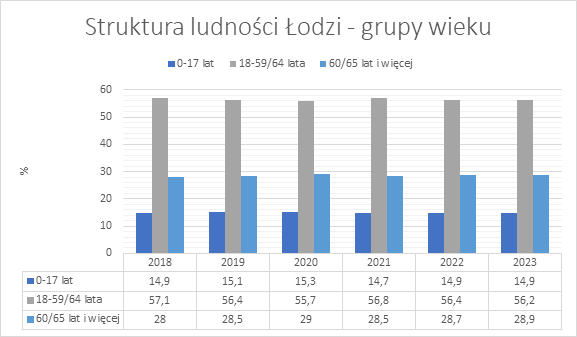 Struktura ludności Łodzi - grupy wieku
0-17 lat 18-59/64 lata 60/65 lat i więcej
60
50
40
30
20
10
0
%
2018 2019 2020 2021 2022 2023
0-17 lat 14,9 15,1 15,3 14,7 14,9 14,9
18-59/64 lata 57,1 56,4 55,7 56,8 56,4 56,2
60/65 lat i więcej 28 28,5 29 28,5 28,7 28,9